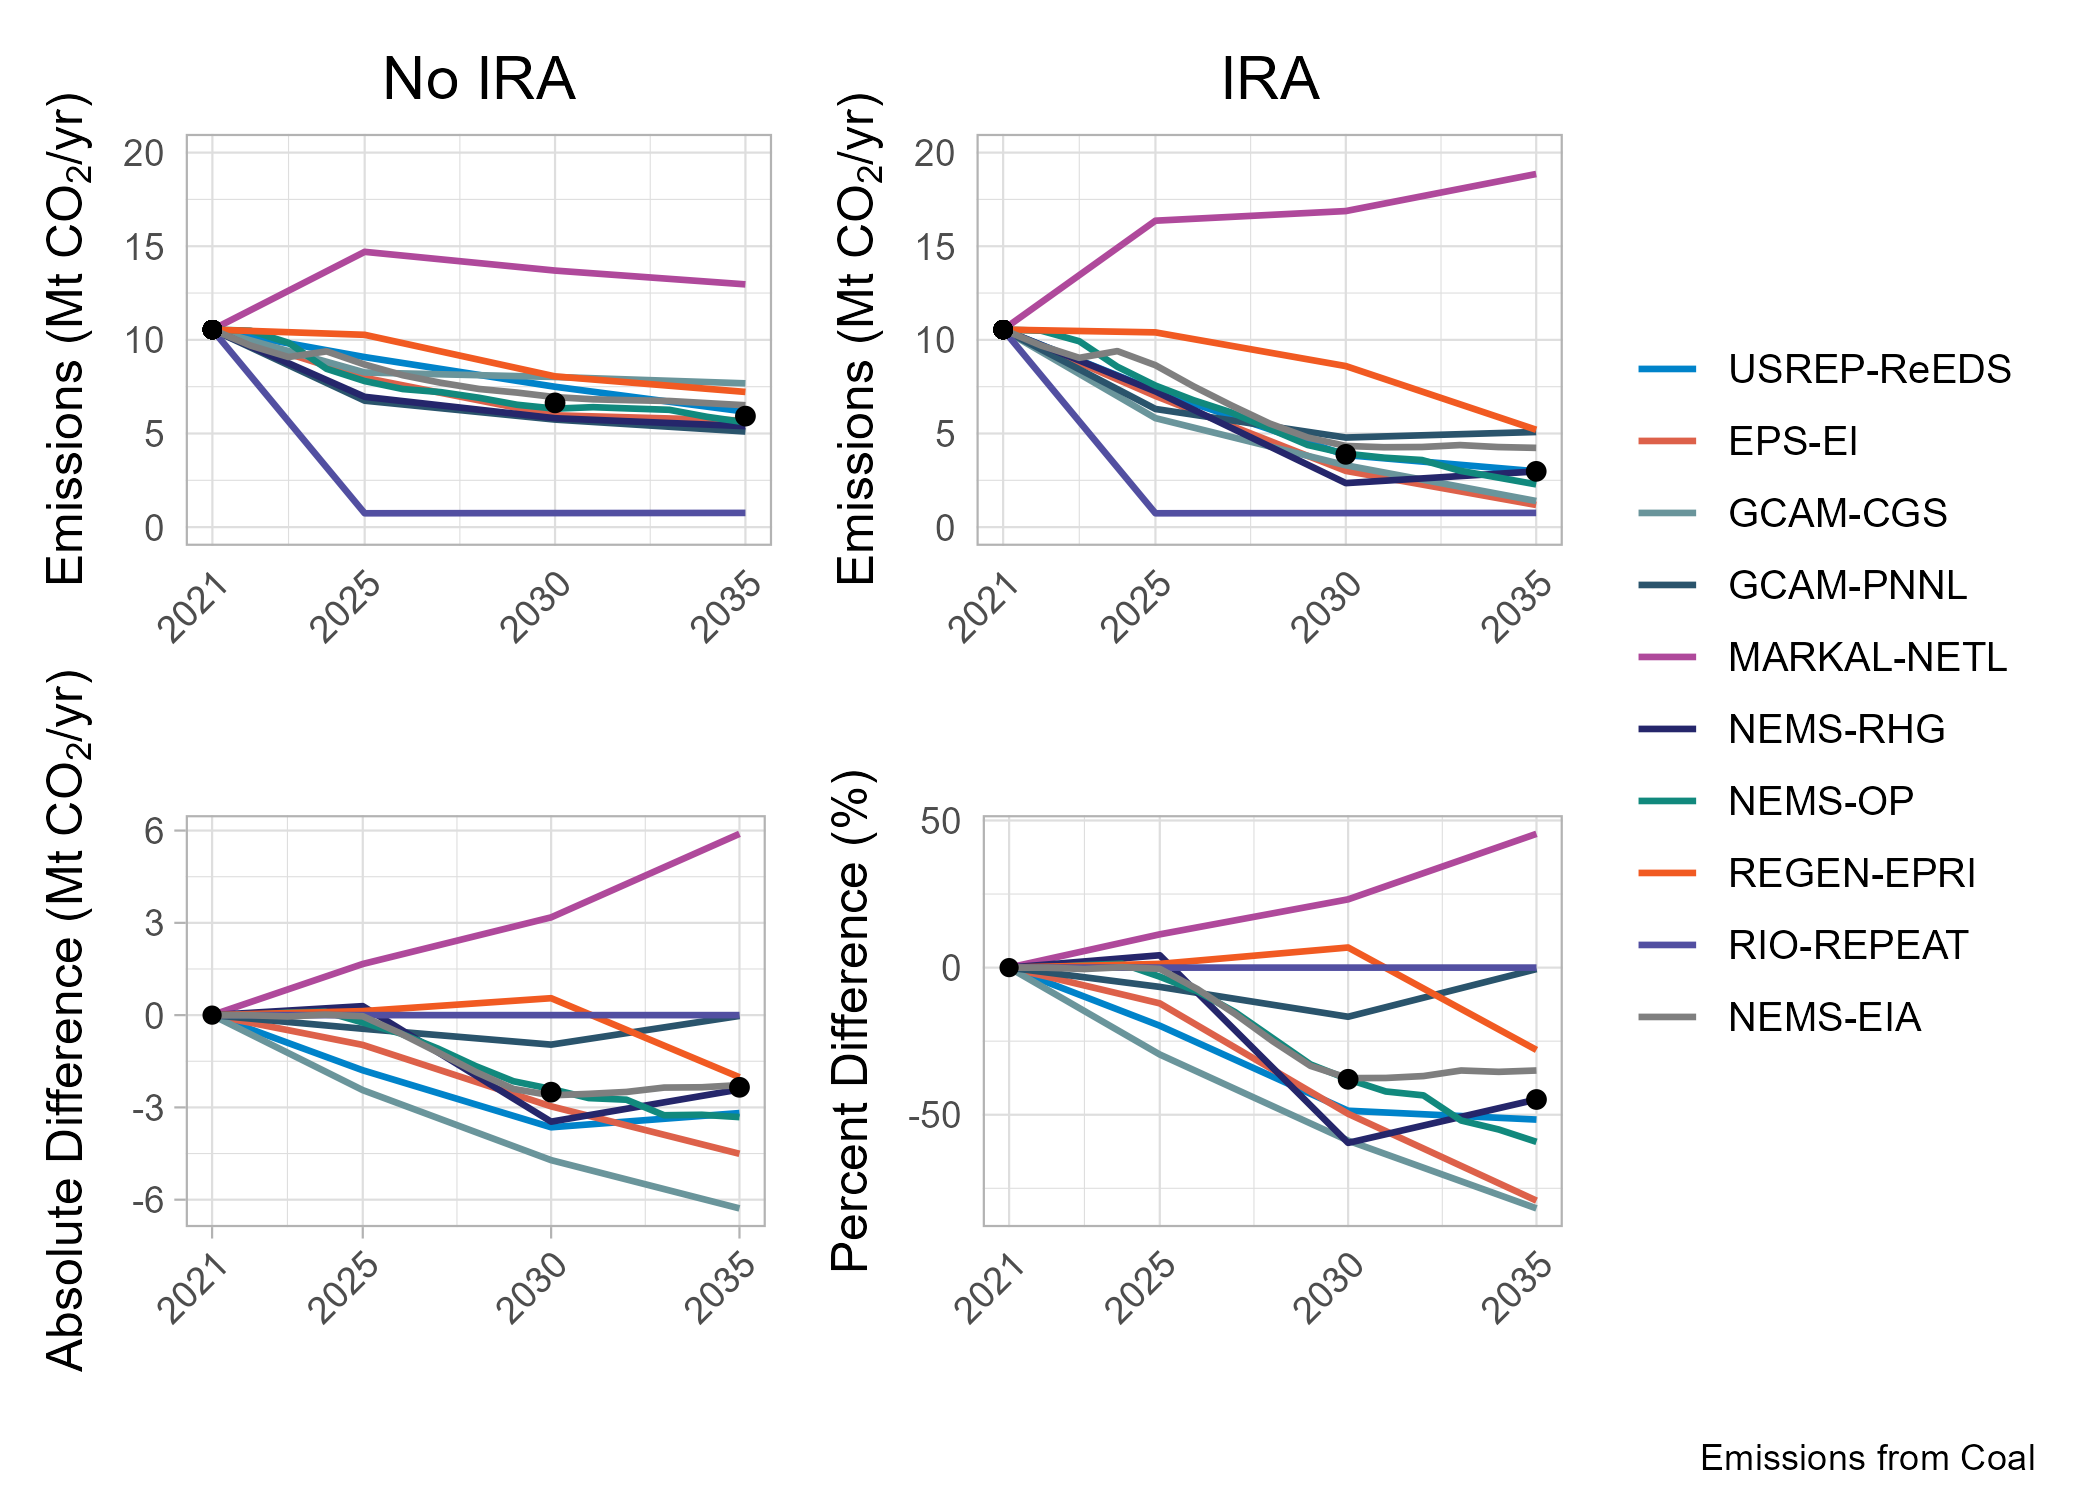 No IRA
Emissions (Mt CO₂/yr)
20
15
10
5
0
2021
2025
2030
2035
IRA
Emissions (Mt CO₂/yr)
20
15
10
5
0
2021
2025
2030
2035
Absolute Difference (Mt CO₂/yr)
6
3
0
-3
-6
2021
2025
2030
2035
Percent Difference (%)
50
0
-50
2021
2025
2030
2035
USREP-ReEDS
EPS-EI
GCAM-CGS
GCAM-PNNL
MARKAL-NETL
NEMS-RHG
NEMS-OP
REGEN-EPRI
RIO-REPEAT
NEMS-EIA
Emissions from Coal